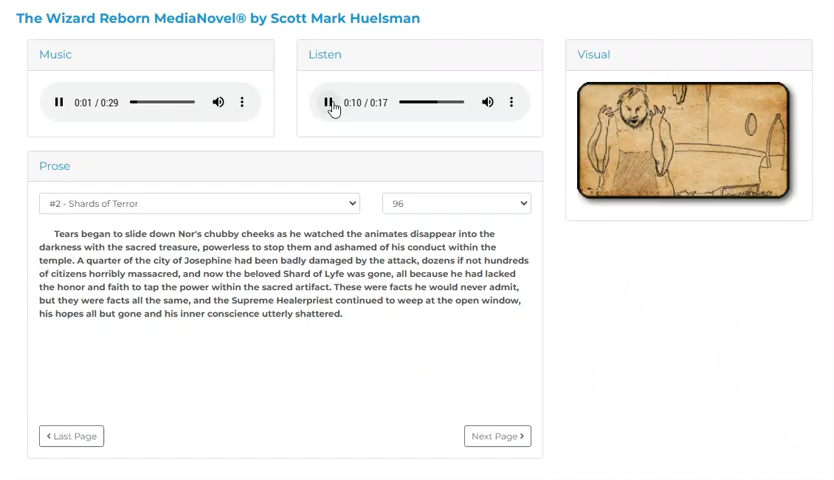 The Wizard Reborn MediaNovel® by Scott Mark Huelsman
Music
Listen
Visual
0:01 / 0:29
0:10 / 0:17
Prose
#2 - Shards of Terror
96
Tears began to slide down Nor's chubby cheeks as he watched the animates disappear into the
darkness with the sacred treasure, powerless to stop them and ashamed of his conduct within the
temple. A quarter of the city of Josephine had been badly damaged by the attack, dozens if not hundreds
of citizens horribly massacred, and now the beloved Shard of Lyfe was gone, all because he had lacked
the honor and faith to tap the power within the sacred artifact. These were facts he would never admit,
but they were facts all the same, and the Supreme Healerpriest continued to weep at the open window,
his hopes all but gone and his inner conscience utterly shattered.
Last Page
Next Page